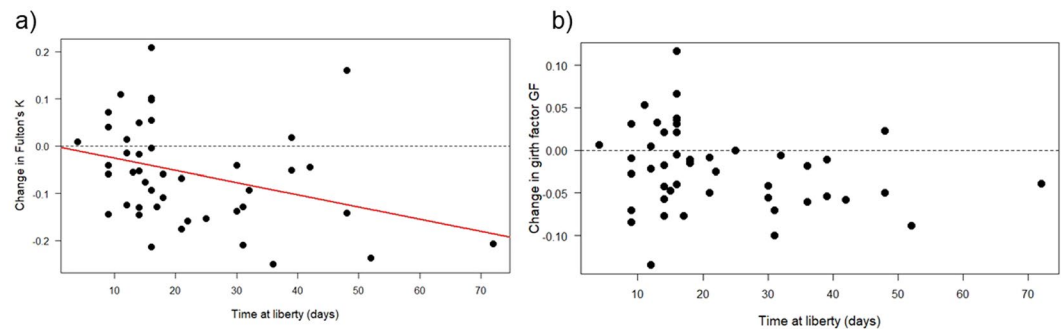 a)
0.2
0.1
0.0
-0.1
-0.2
Change in Fulton's K
10 20 30 40 50 60 70
Time at liberty (days)
b)
0.10
0.05
0.00
-0.05
-0.10
Change in girth factor GF
10 20 30 40 50 60 70
Time at liberty (days)